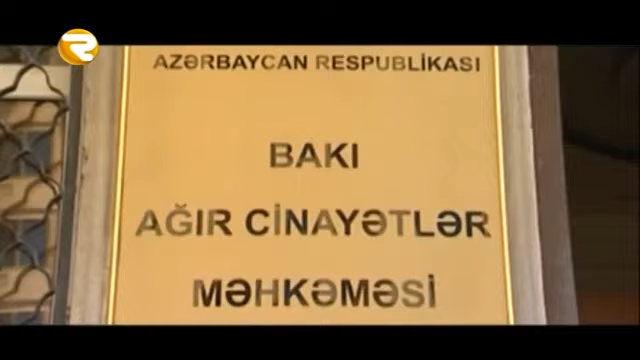 AZƏRBAYCAN RESPUBLİKASI
BAKI
AĞIR CİNAYƏTLƏR
MƏHKƏMƏSİ